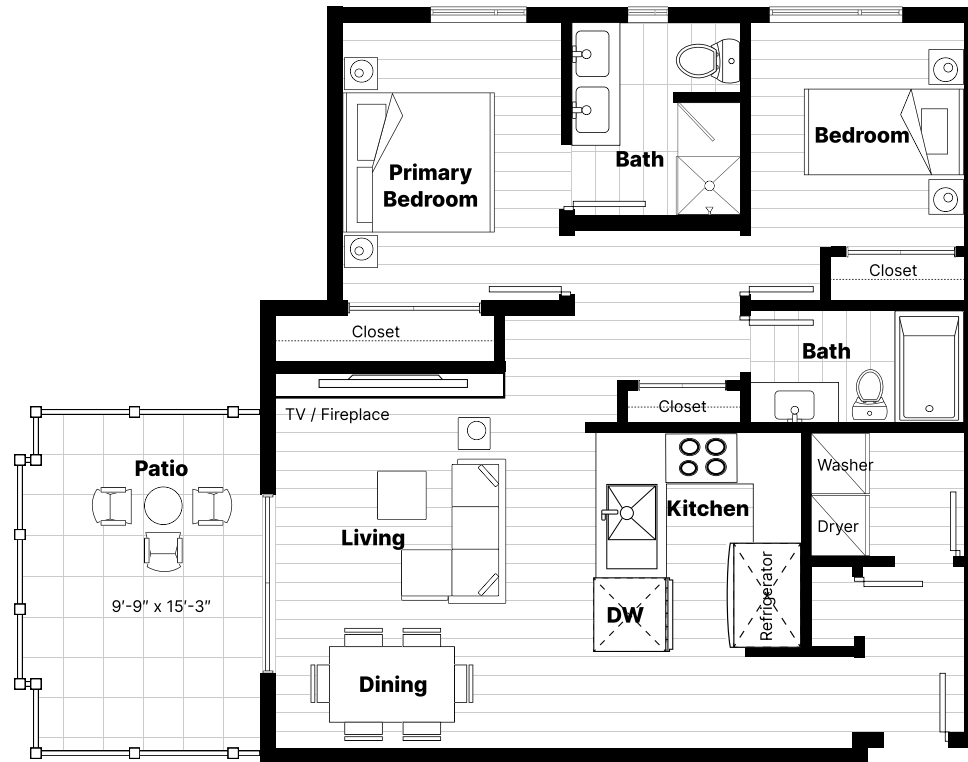 Bedroom
Bath
Primary
Bedroom
Closet
Closet
Bath
Closet
TV / Fireplace
Patio
Washer
Kitchen
Dryer
Living
Refrigerator
9'-9" x 15'-3"
DW
Dining